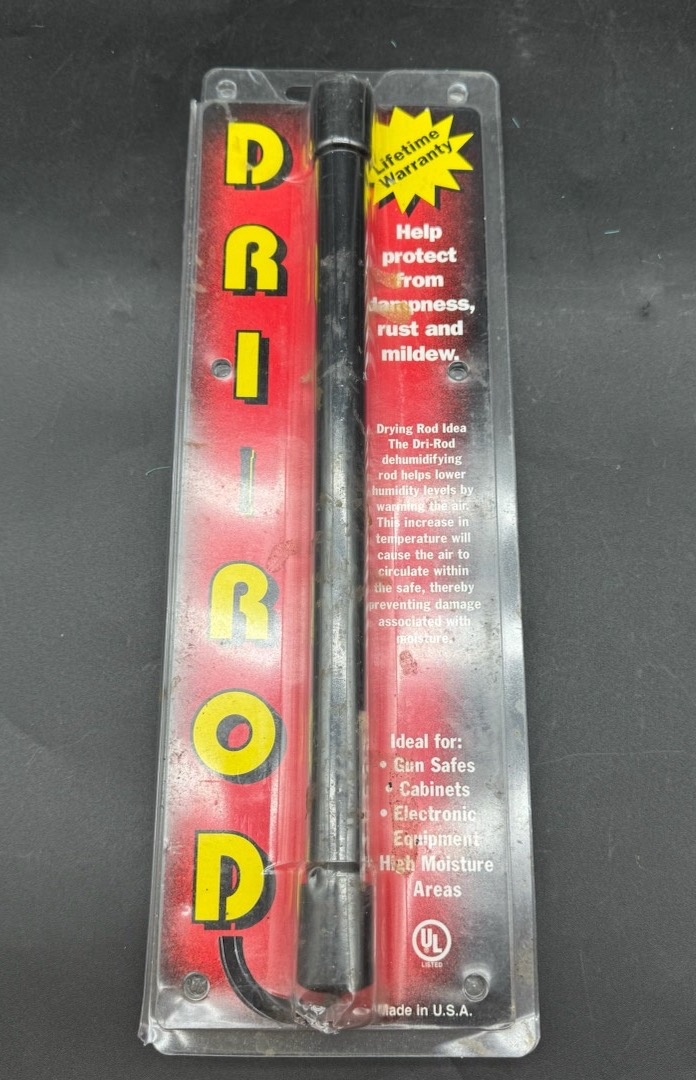 DRI-ROD
Lifetime
Warranty
Help
protect
from
dampness,
rust and
mildew.
Drying Rod Idea
The Dri-Rod
dehumidifying
rod helps lower
humidity levels by
warming the air.
This increase in
temperature will
cause the air to
circulate within
the safe, thereby
preventing damage
associated with
moisture.
Ideal for:
• Gun Safes
• Cabinets
• Electronic
Equipment
High Moisture
Areas
UL
LISTED
Made in U.S.A.